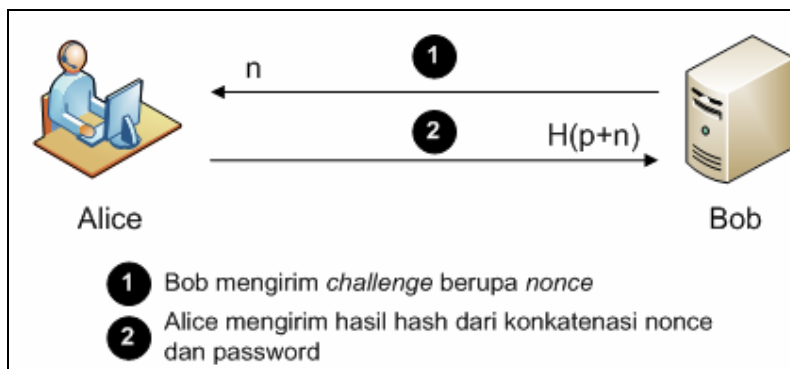 1
n
2
H(p+n)
Alice
Bob
1 Bob mengirim challenge berupa nonce
2 Alice mengirim hasil hash dari konkatenasi nonce
dan password